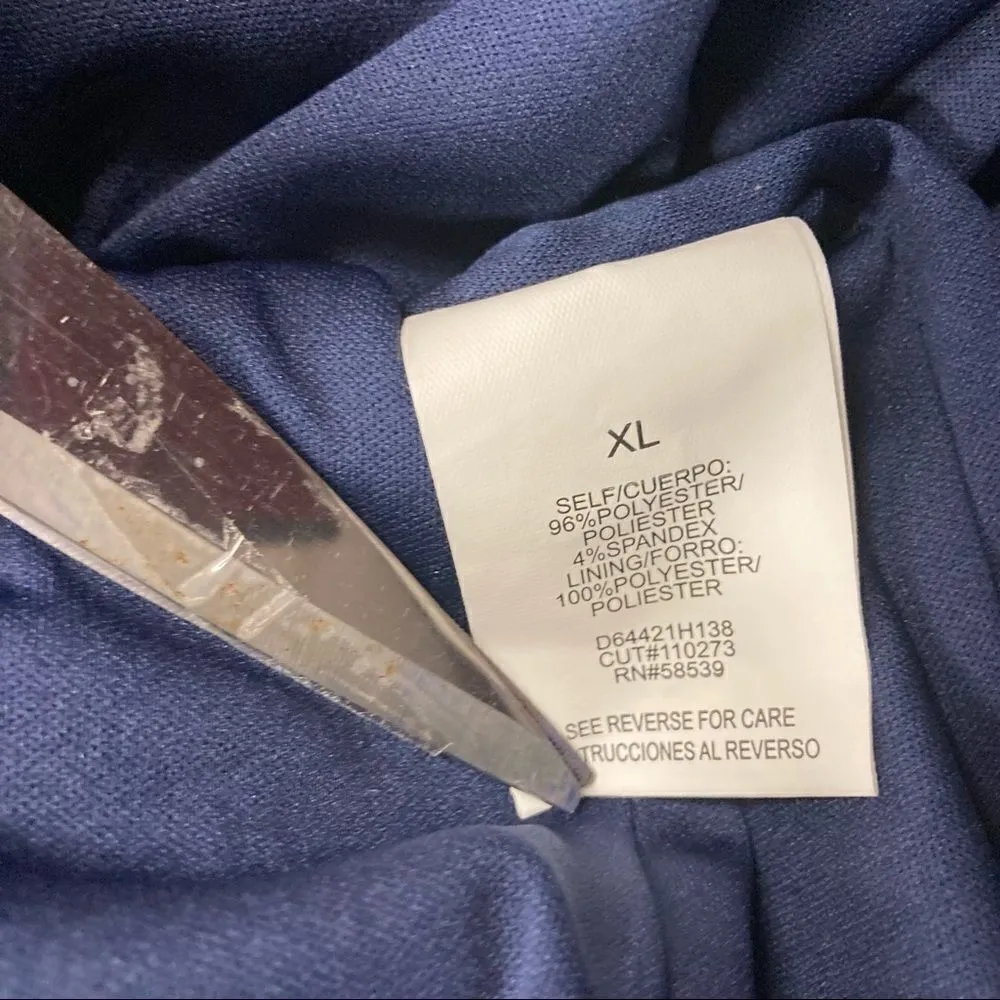 XL
SELF/CUERPO:
96%POLYESTER/
POLIESTER
4%SPANDEX
LINING/FORRO:
100%POLYESTER/
POLIESTER
D64421H138
CUT#110273
RN#58539
SEE REVERSE FOR CARE
TRUCCIONES AL REVERSO